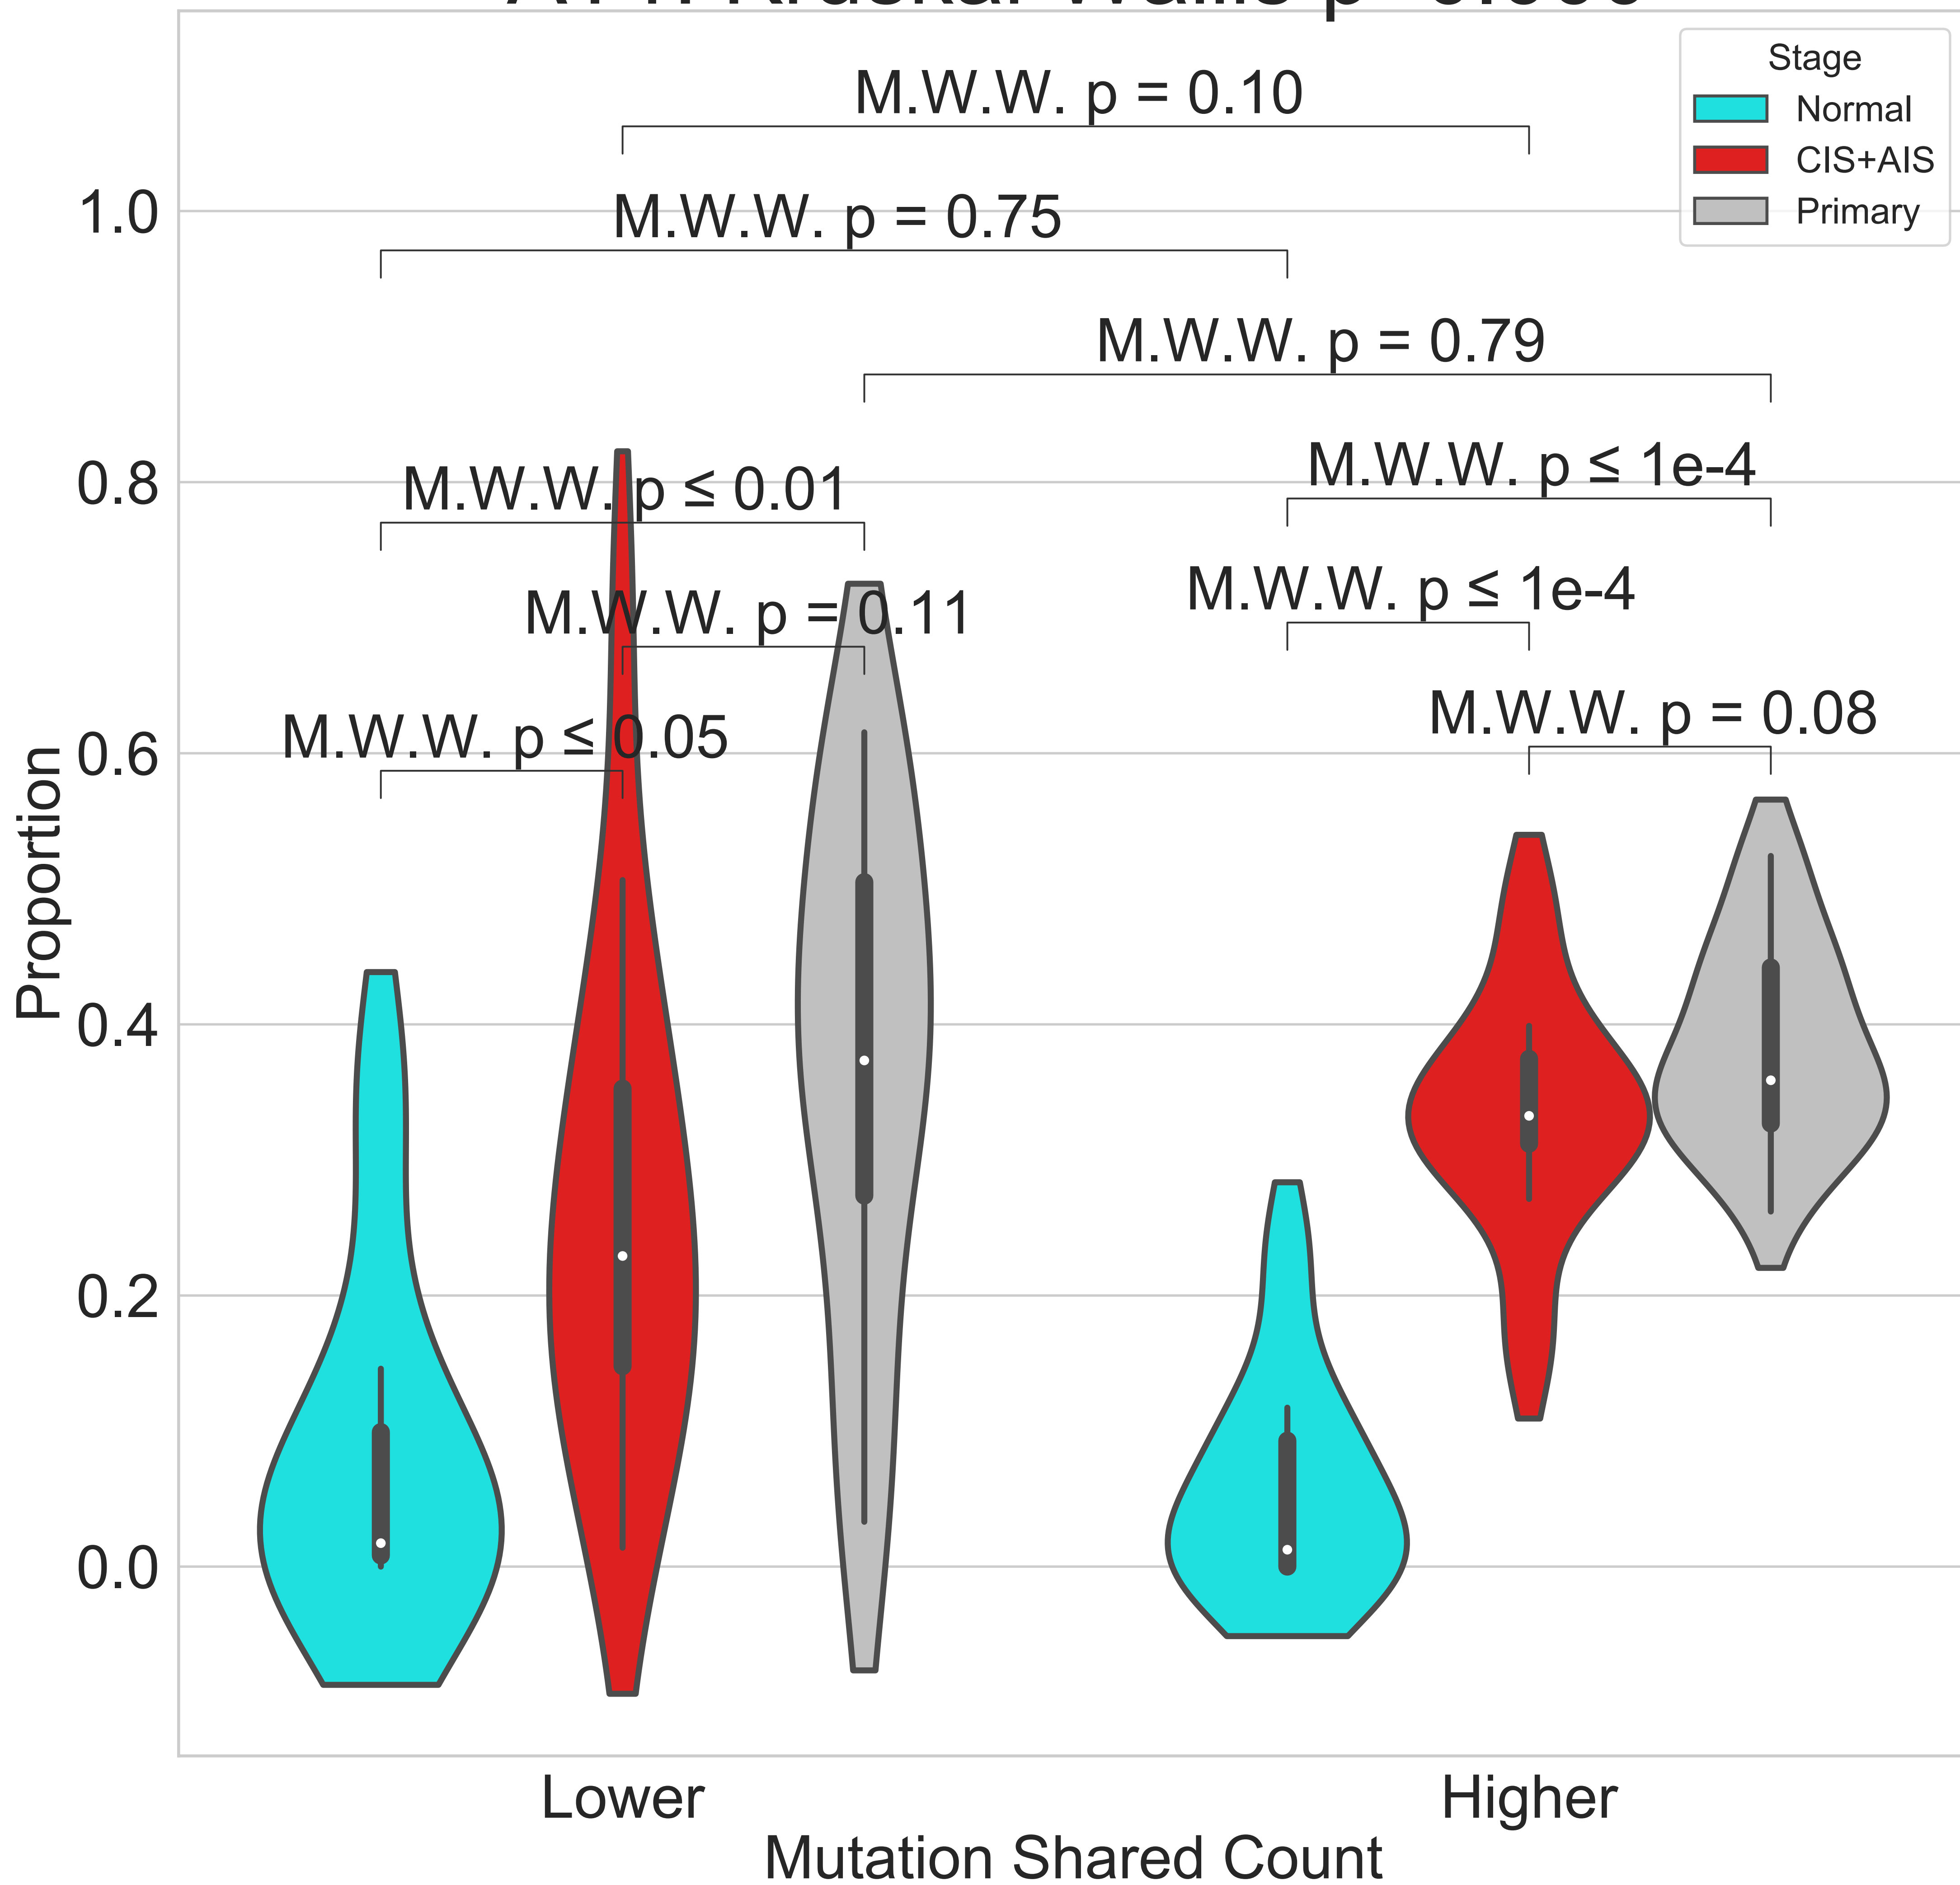 Stage
Normal
CIS+AIS
Primary
M.W.W. p = 0.10
M.W.W. p = 0.75
M.W.W. p = 0.79
M.W.W. p ≤ 0.01
M.W.W. p ≤ 1e-4
M.W.W. p = 0.11
M.W.W. p ≤ 1e-4
M.W.W. p ≤ 0.05
M.W.W. p = 0.08
1.0
0.8
0.6
0.4
0.2
0.0
Proportion
Lower
Higher
Mutation Shared Count